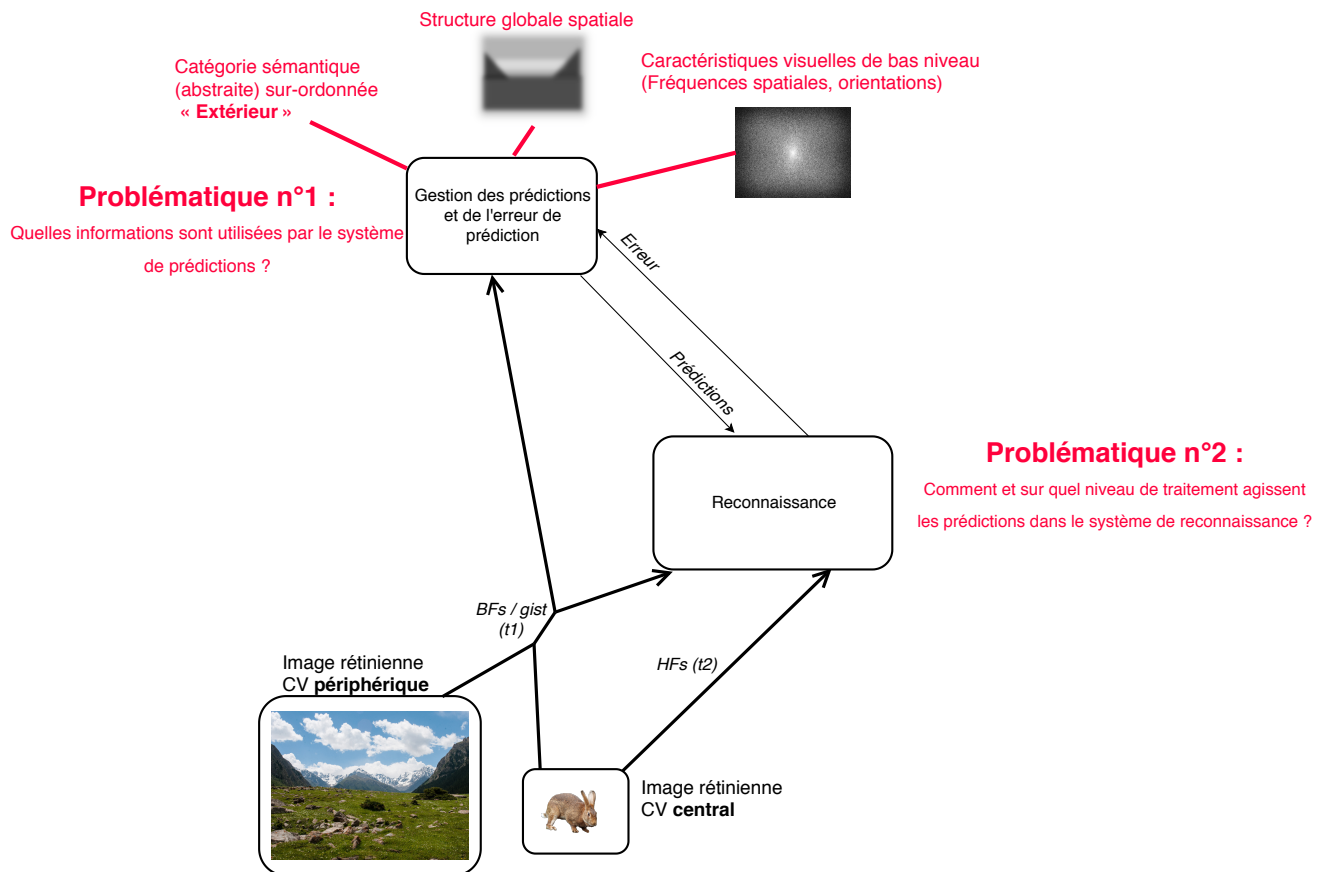 Structure globale spatiale
Catégorie sémantique
(abstraite) sur-ordonnée
« Extérieur »
Caractéristiques visuelles de bas niveau
(Fréquences spatiales, orientations)
Problématique n°1 :
Quelles informations sont utilisées par le système
de prédictions ?
Gestion des prédictions
et de l'erreur de
prédiction
Erreur
Prédictions
Reconnaissance
Problématique n°2 :
Comment et sur quel niveau de traitement agissent
les prédictions dans le système de reconnaissance ?
BFs / gist
(t1)
HFs (t2)
Image rétinienne
CV périphérique
Image rétinienne
CV central